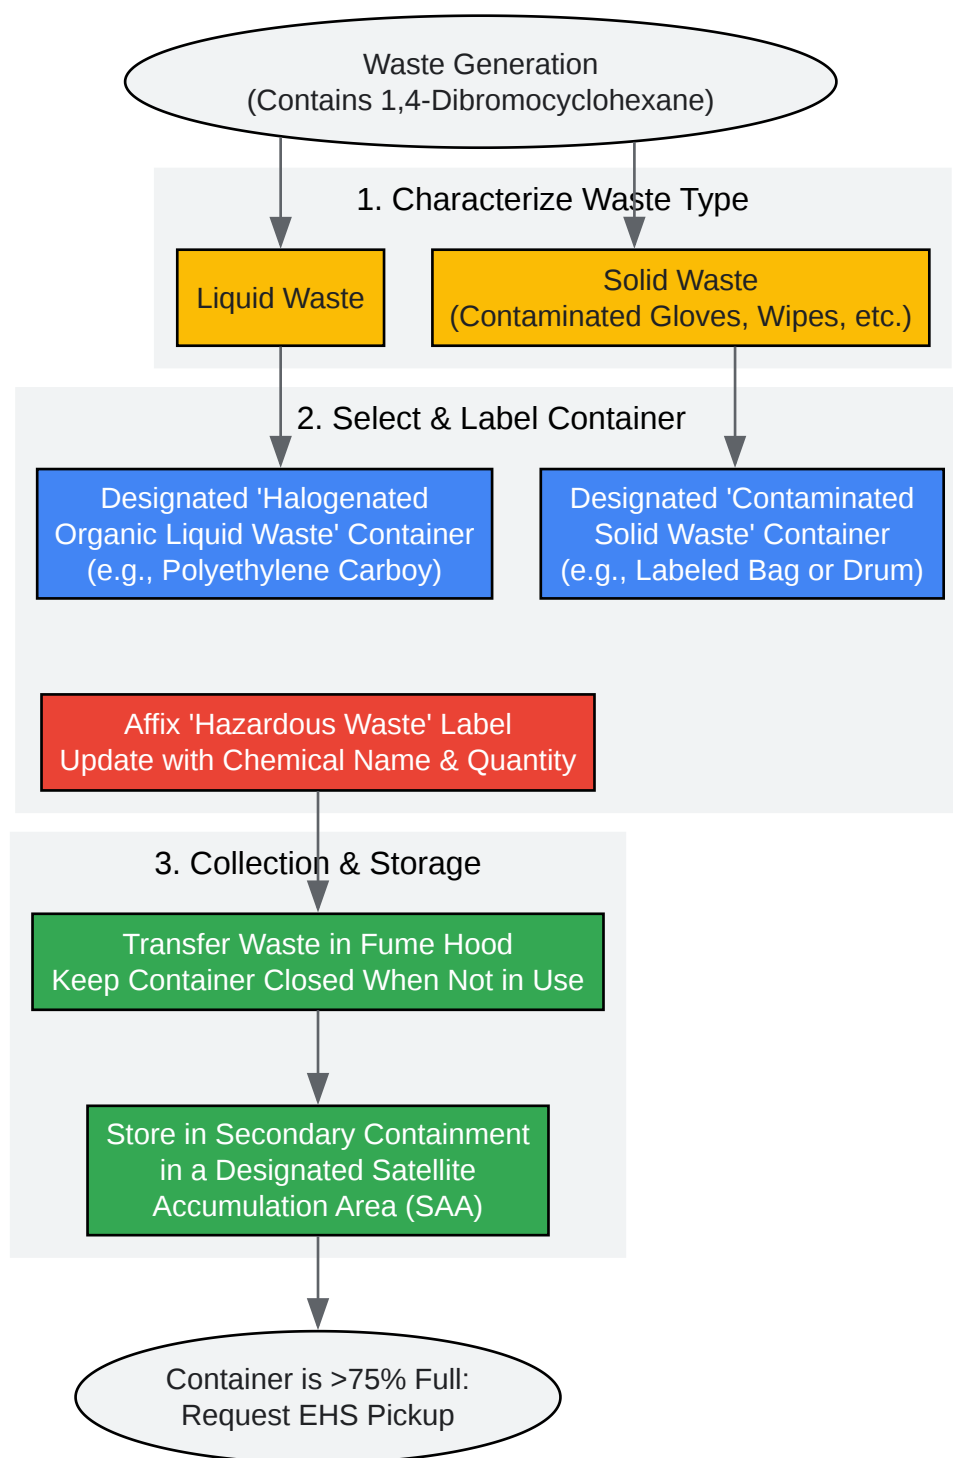 Waste Generation
(Contains 1,4-Dibromocyclohexane)
1. Characterize Waste Type
Liquid Waste
Solid Waste
(Contaminated Gloves, Wipes, etc.)
2. Select & Label Container
Designated 'Halogenated
Organic Liquid Waste' Container
(e.g., Polyethylene Carboy)
Designated 'Contaminated
Solid Waste' Container
(e.g., Labeled Bag or Drum)
Affix 'Hazardous Waste' Label
Update with Chemical Name & Quantity
3. Collection & Storage
Transfer Waste in Fume Hood
Keep Container Closed When Not in Use
Store in Secondary Containment
in a Designated Satellite
Accumulation Area (SAA)
Container is >75% Full:
Request EHS Pickup